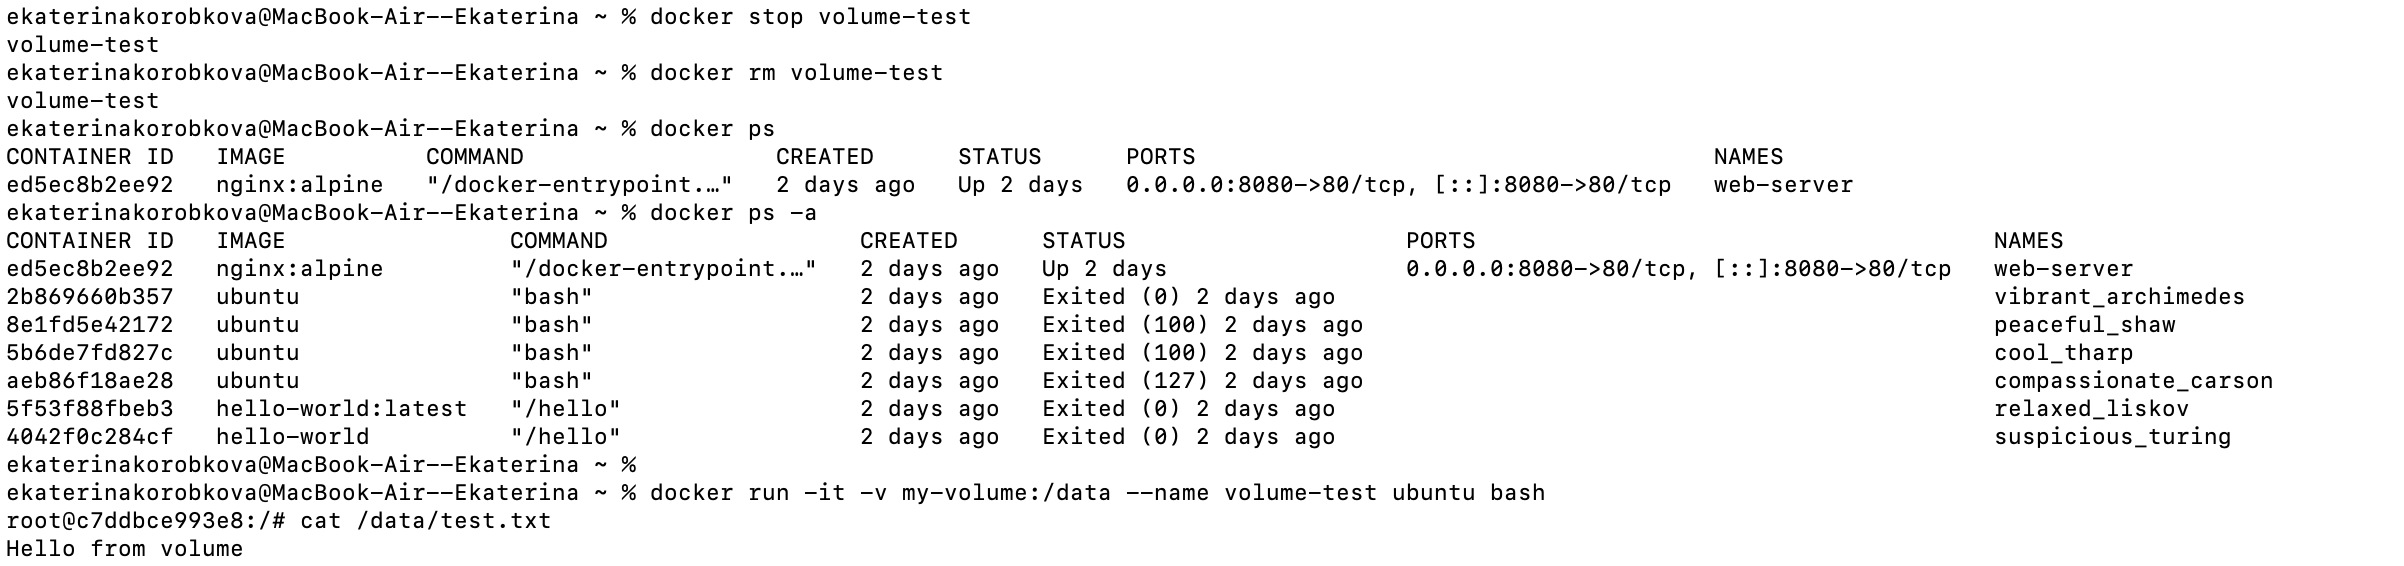 ekaterinakorobkova@MacBook-Air--Ekaterina ~ % docker stop volume-test
volume-test
ekaterinakorobkova@MacBook-Air--Ekaterina ~ % docker rm volume-test
volume-test
ekaterinakorobkova@MacBook-Air--Ekaterina ~ % docker ps
CONTAINER ID   IMAGE          COMMAND                  CREATED      STATUS      PORTS                                     NAMES
ed5ec8b2ee92   nginx:alpine   "/docker-entrypoint.…"   2 days ago   Up 2 days   0.0.0.0:8080->80/tcp, [::]:8080->80/tcp   web-server
ekaterinakorobkova@MacBook-Air--Ekaterina ~ % docker ps -a
CONTAINER ID   IMAGE                COMMAND                  CREATED      STATUS                    PORTS                                     NAMES
ed5ec8b2ee92   nginx:alpine         "/docker-entrypoint.…"   2 days ago   Up 2 days                 0.0.0.0:8080->80/tcp, [::]:8080->80/tcp   web-server
2b869660b357   ubuntu               "bash"                   2 days ago   Exited (0) 2 days ago                                               vibrant_archimedes
8e1fd5e42172   ubuntu               "bash"                   2 days ago   Exited (100) 2 days ago                                             peaceful_shaw
5b6de7fd827c   ubuntu               "bash"                   2 days ago   Exited (100) 2 days ago                                             cool_tharp
aeb86f18ae28   ubuntu               "bash"                   2 days ago   Exited (127) 2 days ago                                             compassionate_carson
5f53f88fbeb3   hello-world:latest   "/hello"                 2 days ago   Exited (0) 2 days ago                                               relaxed_liskov
4042f0c284cf   hello-world          "/hello"                 2 days ago   Exited (0) 2 days ago                                               suspicious_turing
ekaterinakorobkova@MacBook-Air--Ekaterina ~ %
ekaterinakorobkova@MacBook-Air--Ekaterina ~ % docker run -it -v my-volume:/data --name volume-test ubuntu bash
root@c7ddbce993e8:/# cat /data/test.txt
Hello from volume